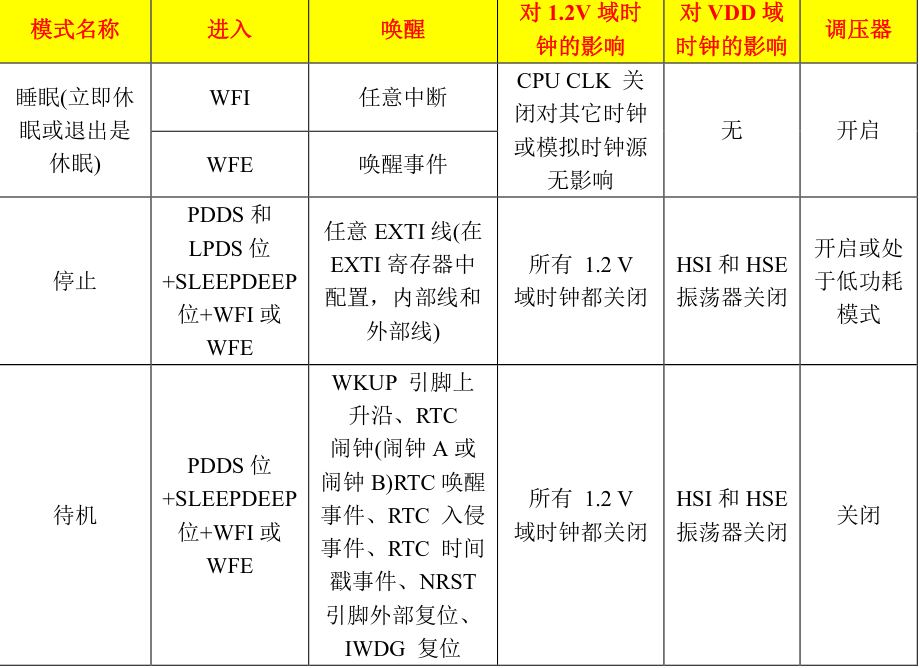 模式名称
进入
唤醒
对 1.2V 域时
钟的影响
对 VDD 域
时钟的影响
调压器
睡眠(立即休
眠或退出是
休眠)
WFI
任意中断
WFE
唤醒事件
CPU CLK 关
闭对其它时钟
或模拟时钟源
无影响
无
开启
停止
PDDS 和
LPDS 位
+SLEEPDEEP
位+WFI 或
WFE
任意 EXTI 线(在
EXTI 寄存器中
配置，内部线和
外部线)
所有 1.2 V
域时钟都关闭
HSI 和 HSE
振荡器关闭
开启或处
于低功耗
模式
待机
PDDS 位
+SLEEPDEEP
位+WFI 或
WFE
WKUP 引脚上
升沿、RTC
闹钟(闹钟 A 或
闹钟 B)RTC 唤醒
事件、RTC 入侵
事件、RTC 时间
戳事件、NRST
引脚外部复位、
IWDG 复位
所有 1.2 V
域时钟都关闭
HSI 和 HSE
振荡器关闭
关闭